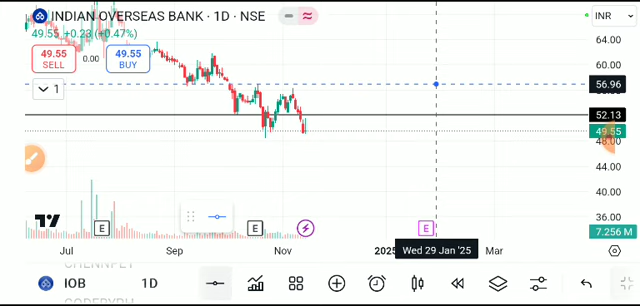 INDIAN OVERSEAS BANK · 1D · NSE
INR
49.55 +0.23 (+0.47%)
49.55 0.00 49.55
SELL BUY
1
64.00
56.96
52.13
49.55
48.00
44.00
40.00
36.00
7.256 M
E E E
Jul Sep Nov 2025 Wed 29 Jan '25 Mar
IOB 1D